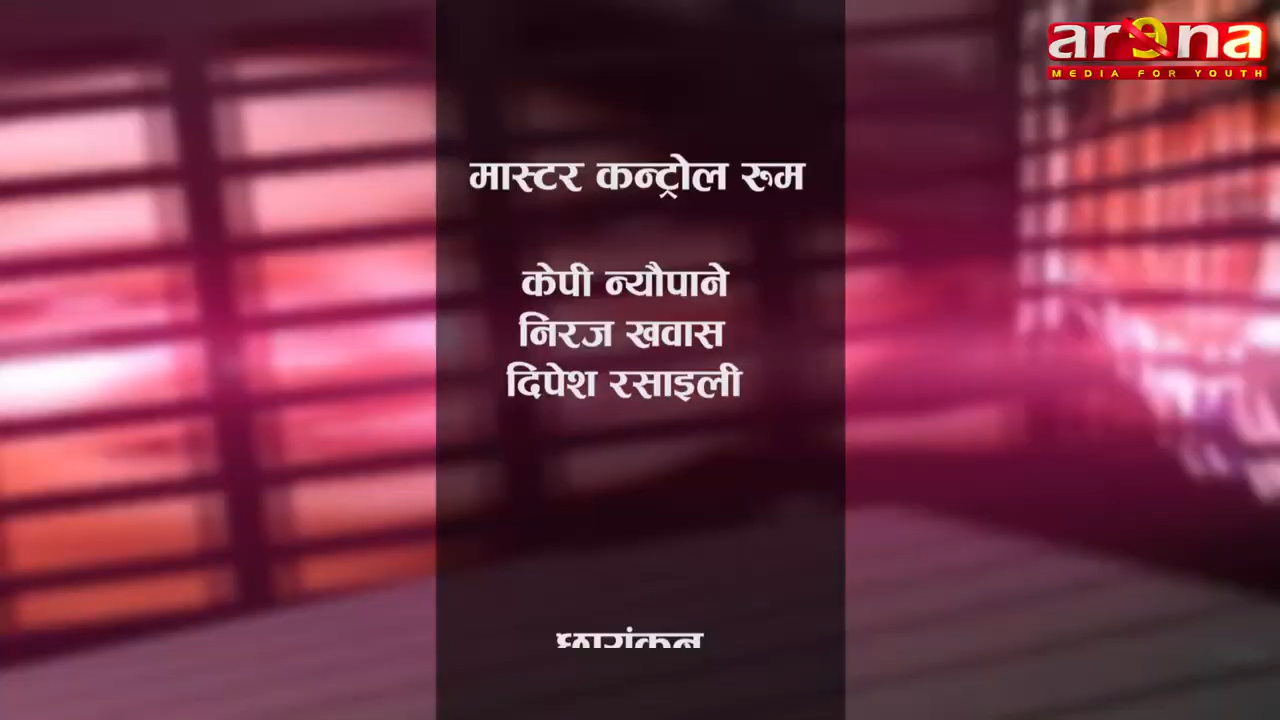 arena
MEDIA FOR YOUTH
मास्टर कन्ट्रोल रुम
केपी न्यौपाने
निरज खवास
दिपेश रसाइली